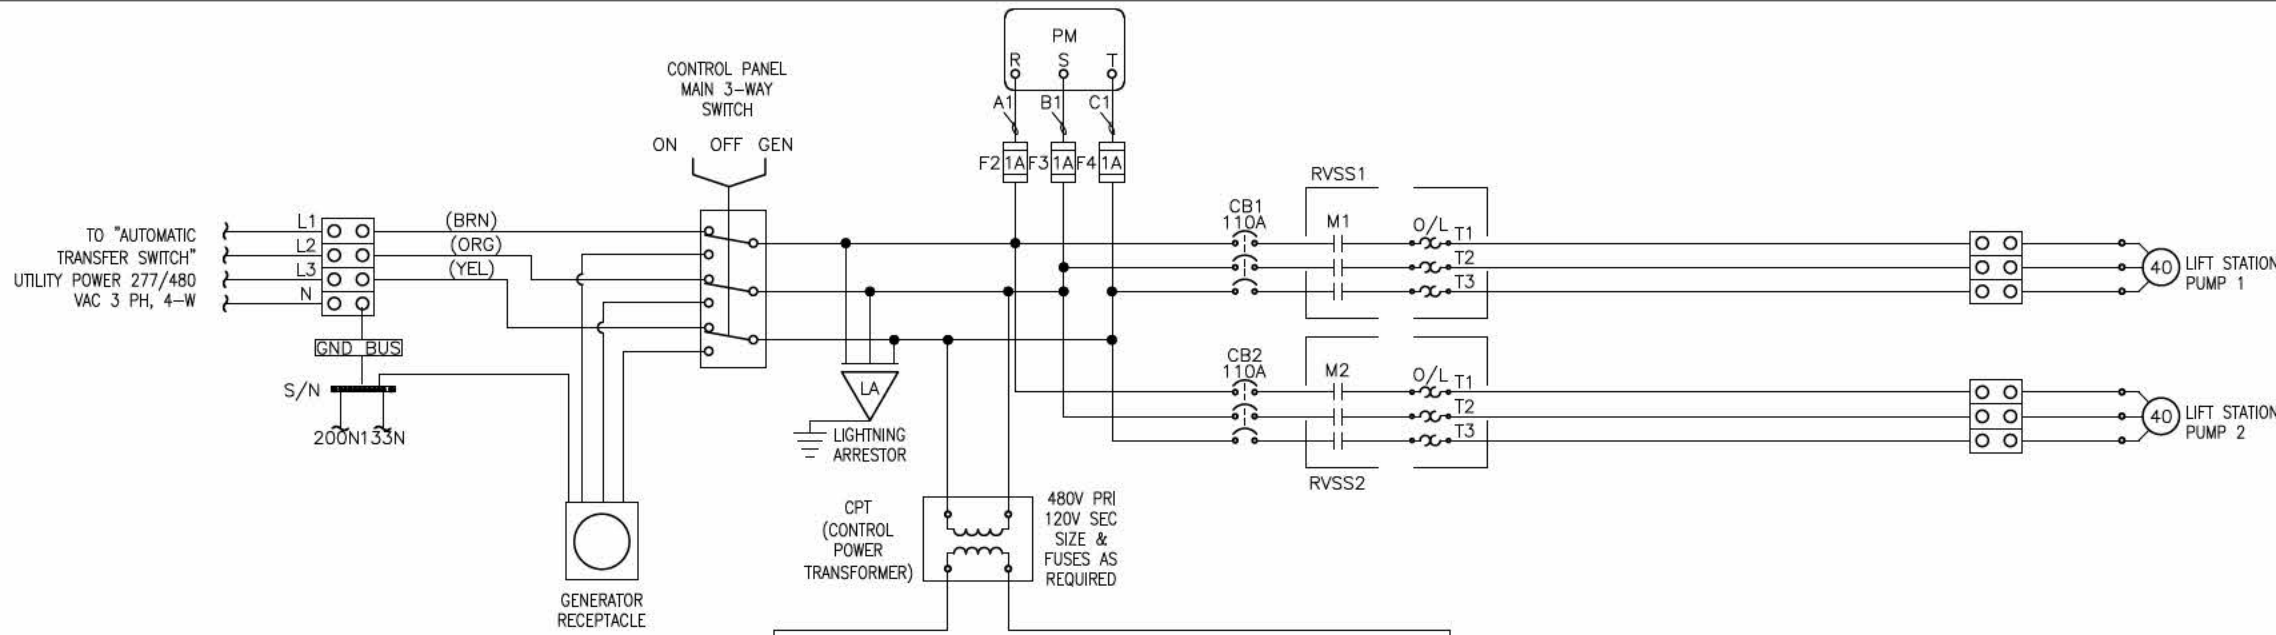 PM
R S T
A1 B1 C1
F2 1A F3 1A F4 1A
CONTROL PANEL
MAIN 3-WAY
SWITCH
ON OFF GEN
TO "AUTOMATIC
TRANSFER SWITCH"
UTILITY POWER 277/480
VAC 3 PH, 4-W
L1
L2
L3
N
(BRN)
(ORG)
(YEL)
GND BUS
S/N
200N133N
GENERATOR
RECEPTACLE
LA
LIGHTNING
ARRESTOR
CPT
(CONTROL
POWER
TRANSFORMER)
480V PRI
120V SEC
SIZE &
FUSES AS
REQUIRED
RVSS1
CB1
110A
M1
O/L
T1
T2
T3
40
LIFT STATION
PUMP 1
CB2
110A
M2
O/L
T1
T2
T3
RVSS2
40
LIFT STATION
PUMP 2